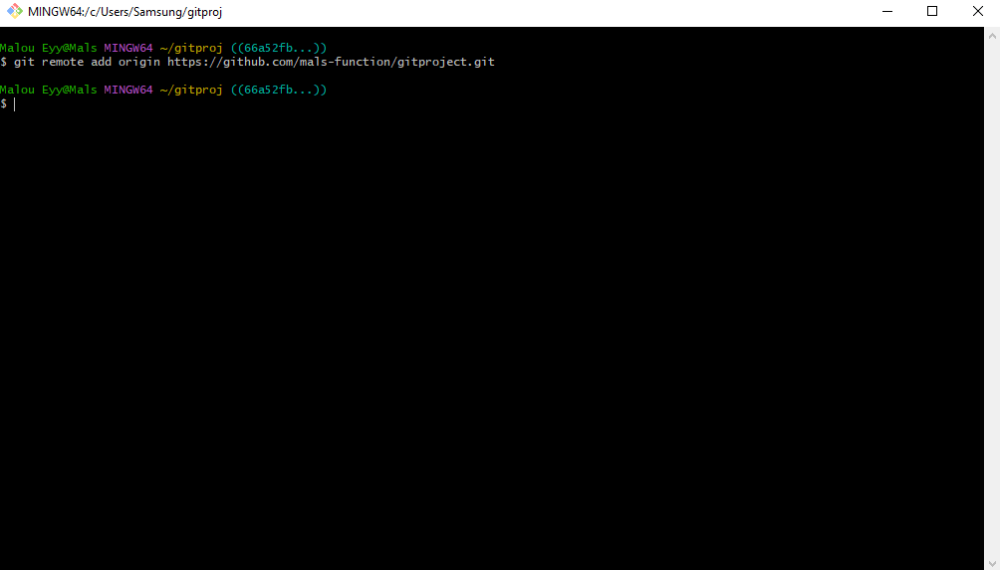 MINGW64:/c/Users/Samsung/gitproj
Malou Eyy@Mals MINGW64 ~/gitproj ((66a52fb...))
$ git remote add origin https://github.com/mals-function/gitproject.git
Malou Eyy@Mals MINGW64 ~/gitproj ((66a52fb...))
$